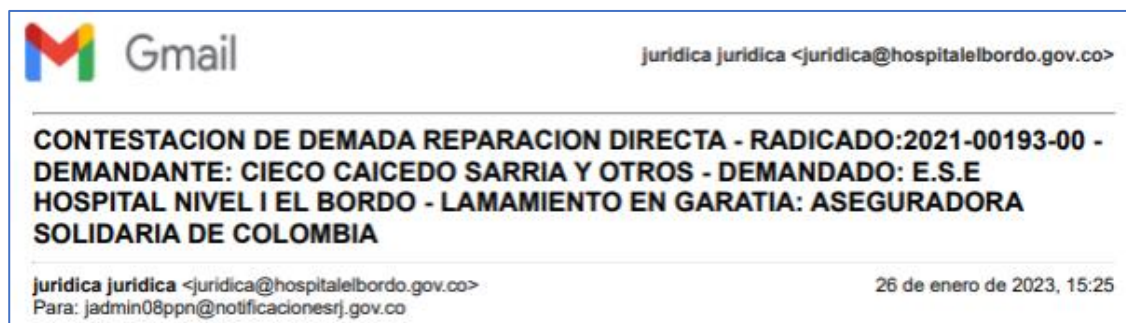 Gmail
juridica juridica <juridica@hospitalelbordo.gov.co>
CONTESTACION DE DEMADA REPARACION DIRECTA - RADICADO:2021-00193-00 -
DEMANDANTE: CIECO CAICEDO SARRIA Y OTROS - DEMANDADO: E.S.E
HOSPITAL NIVEL I EL BORDO - LAMAMIENTO EN GARATIA: ASEGURADORA
SOLIDARIA DE COLOMBIA
juridica juridica <juridica@hospitalelbordo.gov.co>
26 de enero de 2023, 15:25
Para: jadmin08ppn@notificacionesrj.gov.co